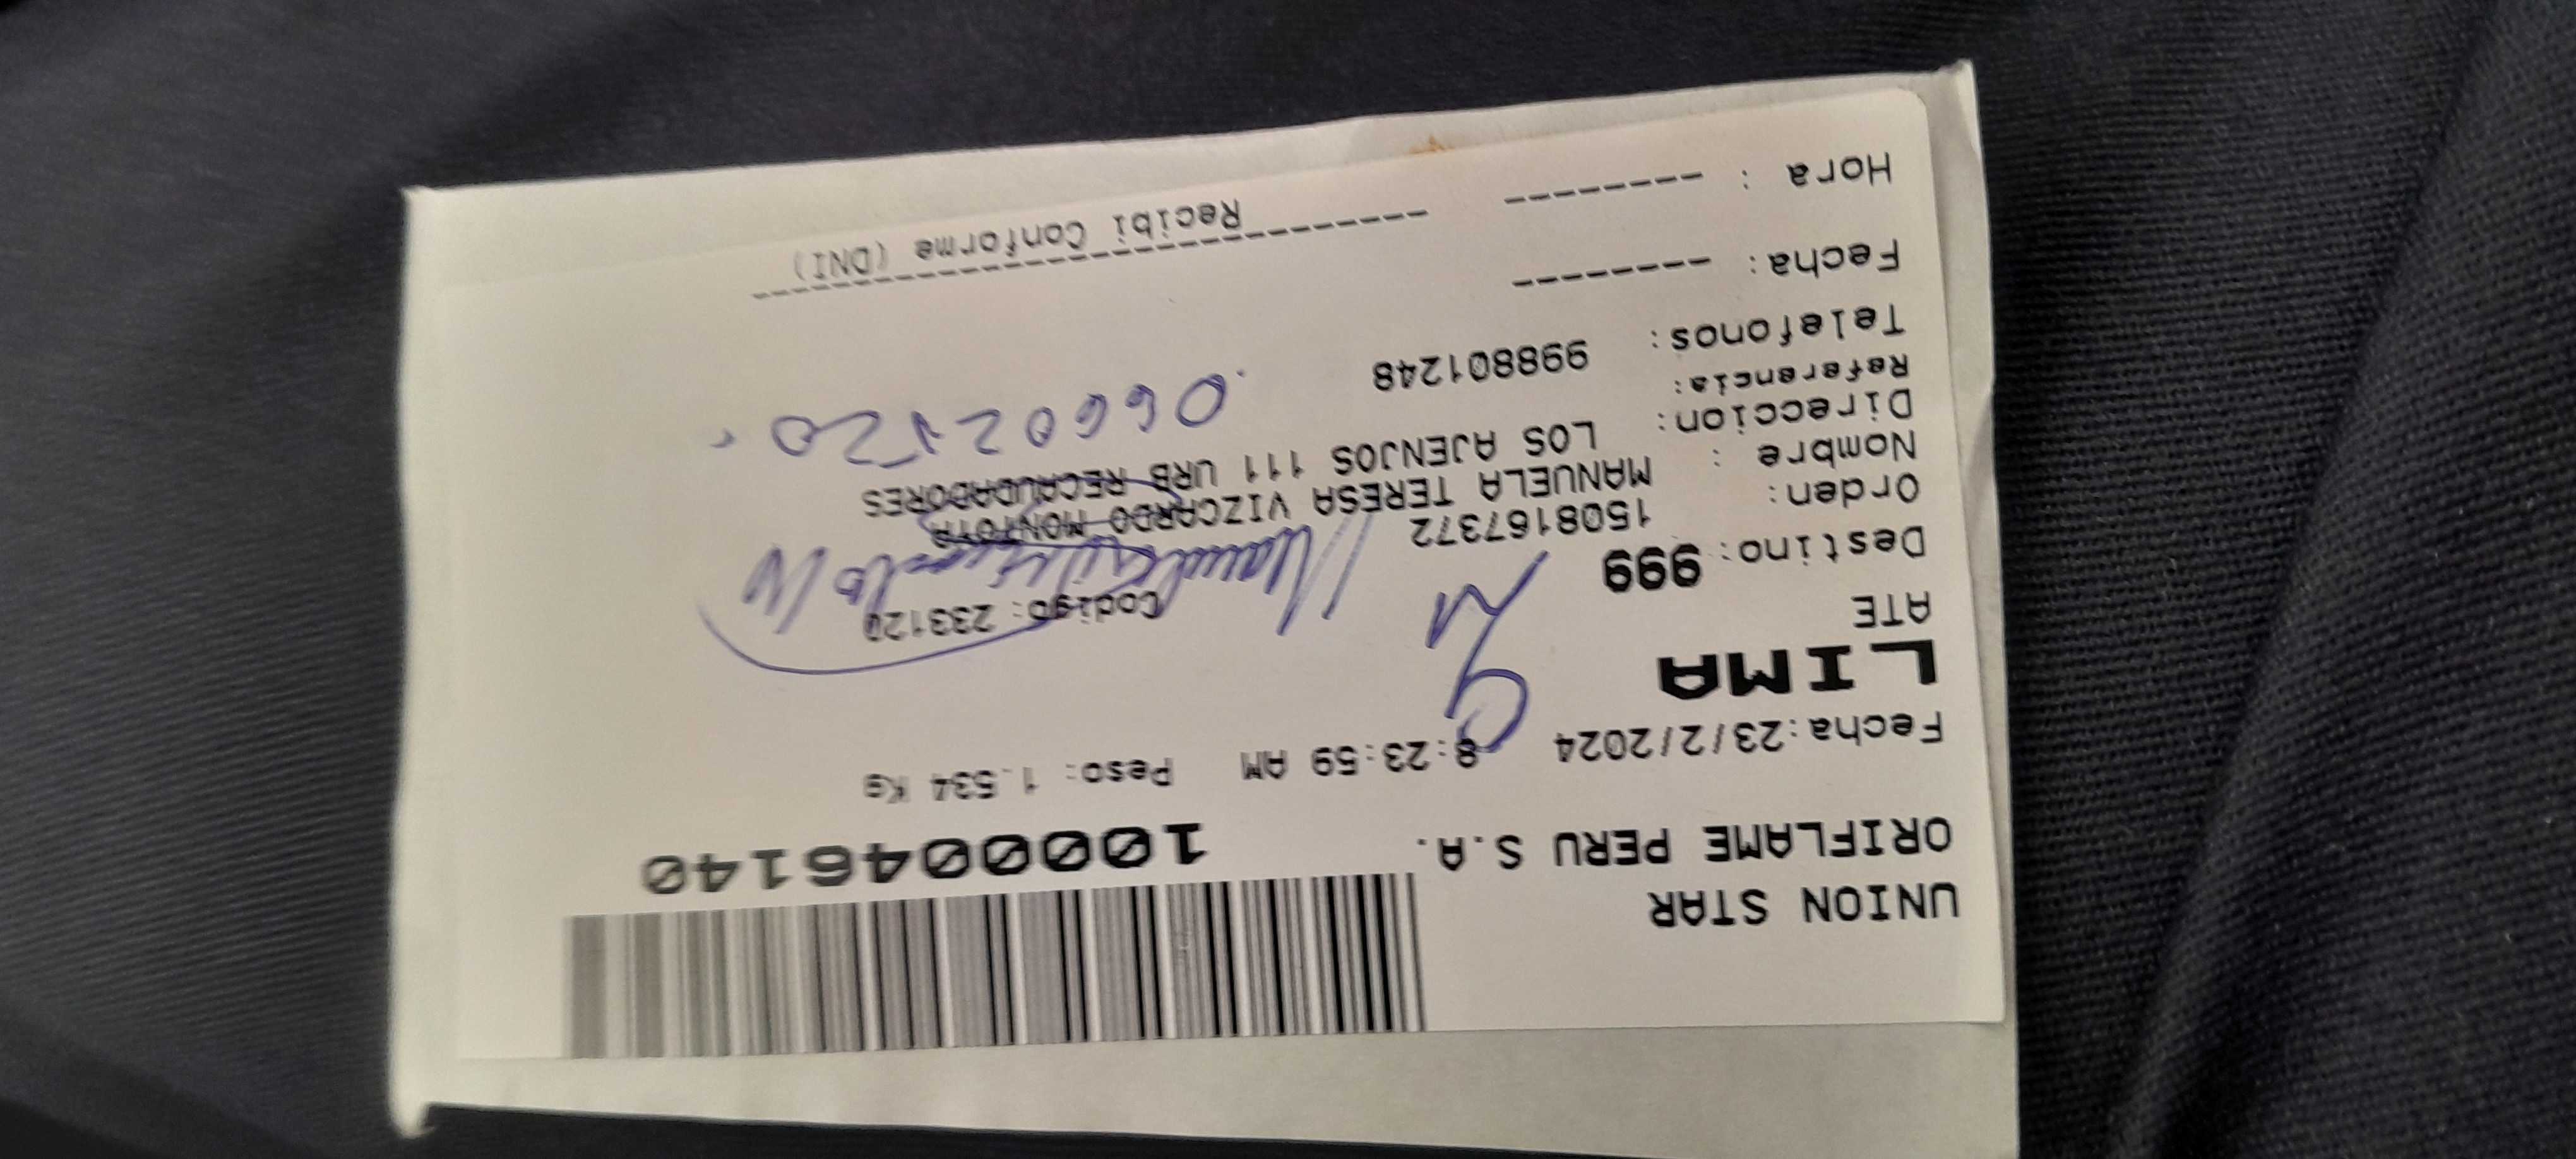 UNION STAR
ORIFLAME PERU S.A.
1000046140
Fecha:23/2/2024 8:23:59 AM Peso: 1.534 Kg
LIMA
ATE
Codigo: 233120
Destino: 999
Orden: 1508167372
Nombre : MANUELA TERESA VIZCARDO MONTOYA
Direccion: LOS AJENJOS 111 URB RECAUDADORES
Referencia:
Telefonos: 998801248
Fecha: --------
Hora : --------
Recibi Conforme (DNI)